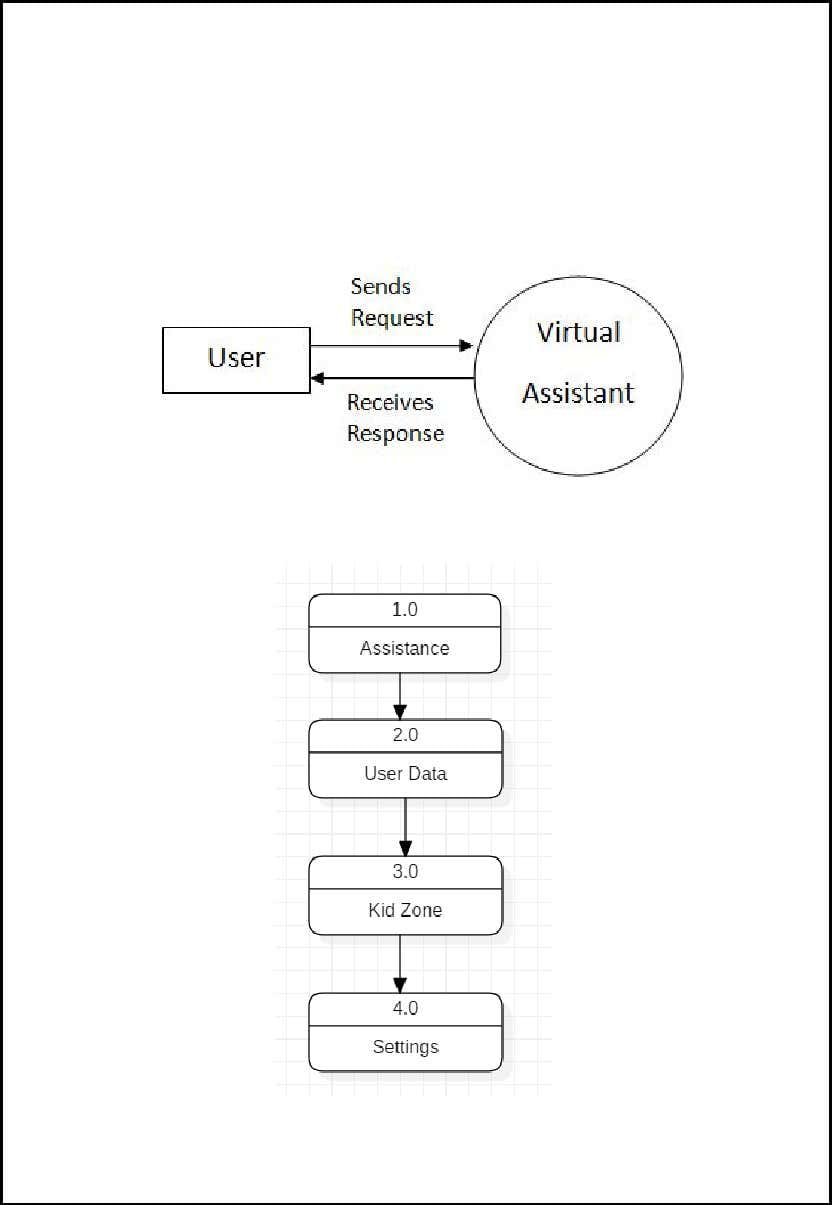 Sends
Request
User
Virtual
Assistant
Receives
Response
1.0
Assistance
2.0
User Data
3.0
Kid Zone
4.0
Settings